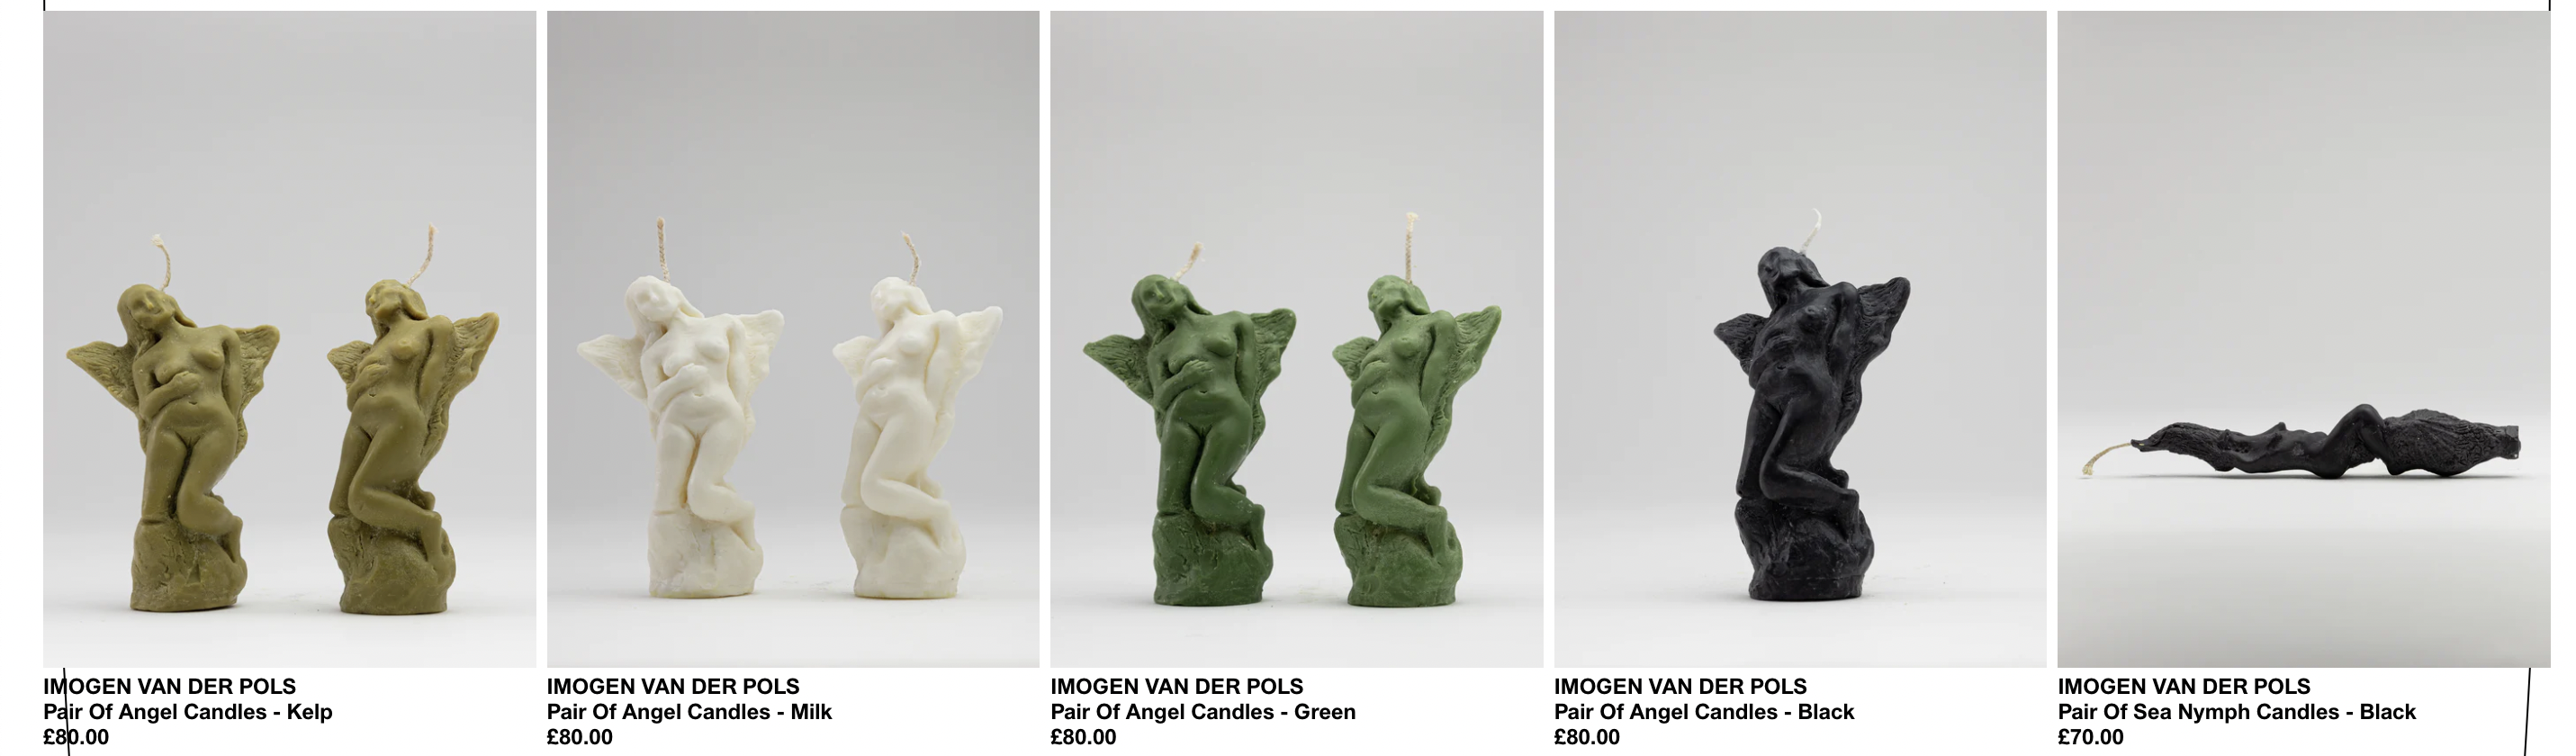 IMOGEN VAN DER POLS
Pair Of Angel Candles - Kelp
£80.00
IMOGEN VAN DER POLS
Pair Of Angel Candles - Milk
£80.00
IMOGEN VAN DER POLS
Pair Of Angel Candles - Green
£80.00
IMOGEN VAN DER POLS
Pair Of Angel Candles - Black
£80.00
IMOGEN VAN DER POLS
Pair Of Sea Nymph Candles - Black
£70.00